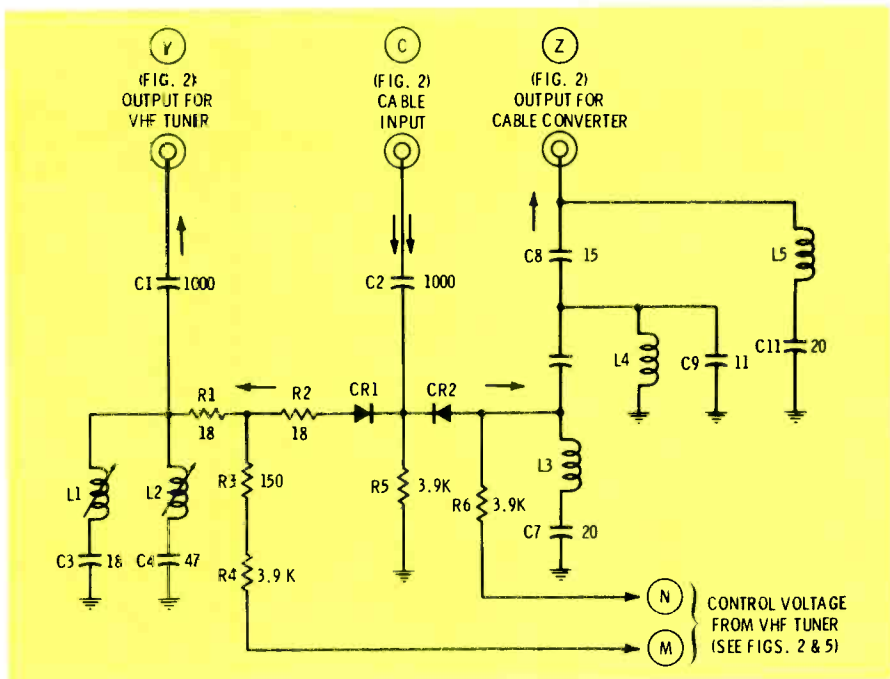 Y
(FIG. 2)
OUTPUT FOR
VHF TUNER
C
(FIG. 2)
CABLE
INPUT
Z
(FIG. 2)
OUTPUT FOR
CABLE CONVERTER
C1 1000
C2 1000
C8 15
L5
L4
C9 11
C11 20
R1
18
R2
18
CR1
CR2
L1
L2
R3 150
R5 3.9K
R6 3.9K
L3
C3 18
C4 47
R4 3.9 K
C7 20
N
M
CONTROL VOLTAGE
FROM VHF TUNER
(SEE FIGS. 2 & 5)